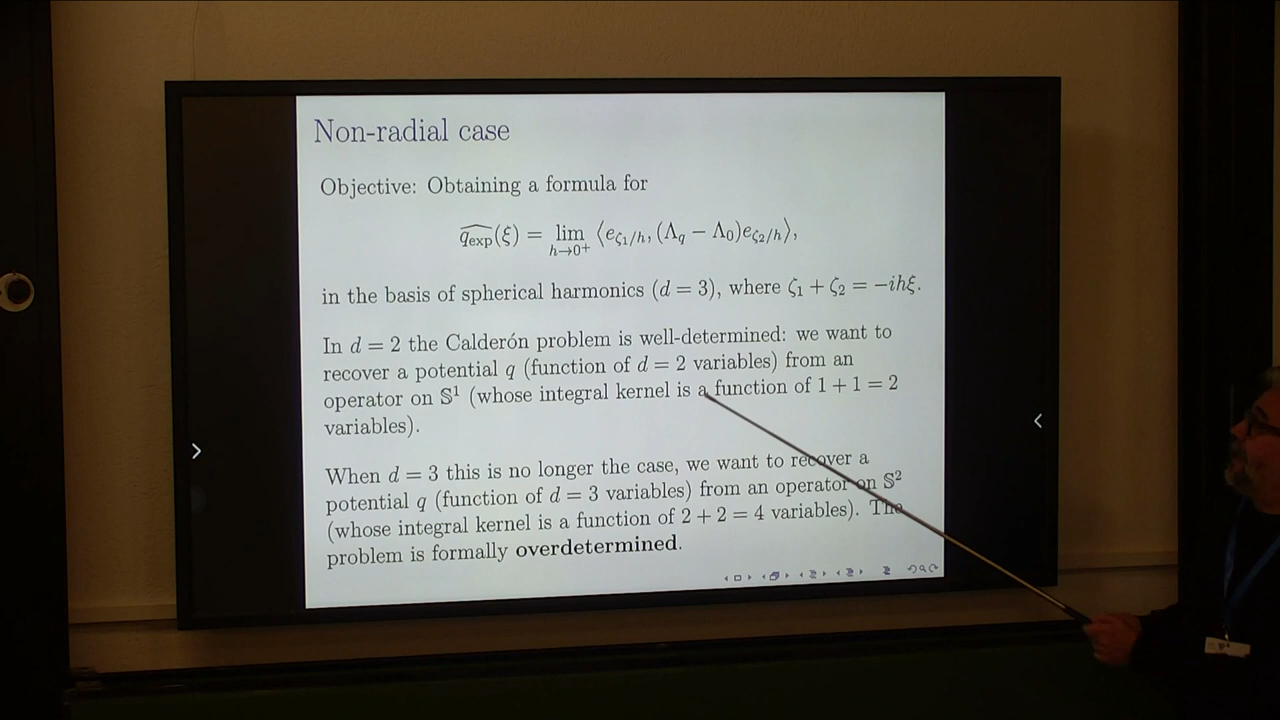 Non-radial case
Objective: Obtaining a formula for
$\widehat{q_{\exp}}(\xi) = \lim_{h \to 0^+} \langle e_{\zeta_1/h}, (\Lambda_q - \Lambda_0) e_{\zeta_2/h} \rangle,$
in the basis of spherical harmonics ($d = 3$), where $\zeta_1 + \zeta_2 = -ih\xi$.
In $d = 2$ the Calderón problem is well-determined: we want to
recover a potential $q$ (function of $d = 2$ variables) from an
operator on $\mathbb{S}^1$ (whose integral kernel is a function of $1 + 1 = 2$
variables).
When $d = 3$ this is no longer the case, we want to recover a
potential $q$ (function of $d = 3$ variables) from an operator on $\mathbb{S}^2$
(whose integral kernel is a function of $2 + 2 = 4$ variables). The
problem is formally overdetermined.